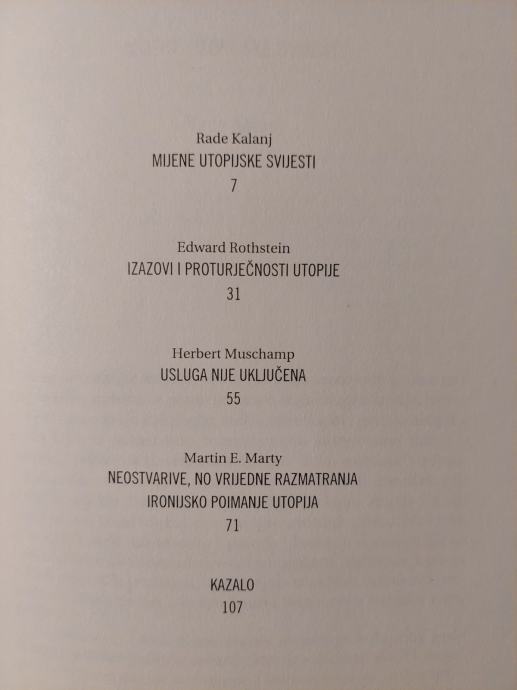 Rade Kalanj
MIJENE UTOPIJSKE SVIJESTI
7
Edward Rothstein
IZAZOVI I PROTURJEČNOSTI UTOPIJE
31
Herbert Muschamp
USLUGA NIJE UKLJUČENA
55
Martin E. Marty
NEOSTVARIVE, NO VRIJEDNE RAZMATRANJA
IRONIJSKO POIMANJE UTOPIJA
71
KAZALO
107